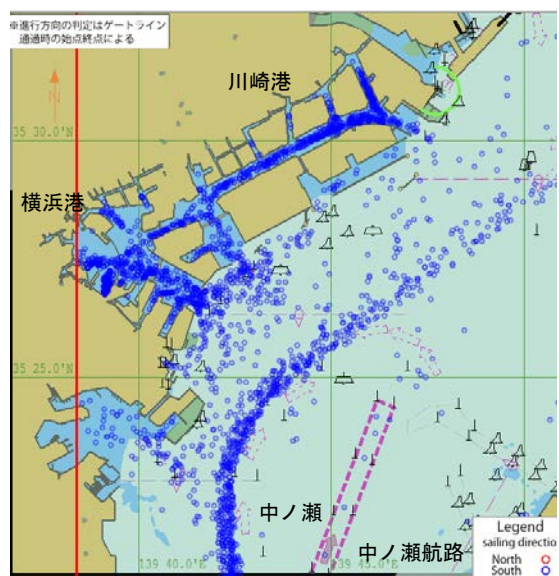 ※進行方向の判定はゲートライン
通過時の始点終点による
川崎港
35 30.0'N
横浜港
35 25.0'N
中ノ瀬
中ノ瀬航路
139 40.0'E
139 45.0'E
Legend
sailing directio
North
South